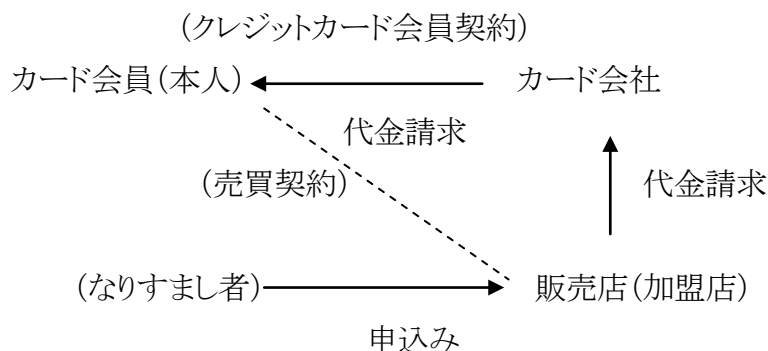 (クレジットカード会員契約)
カード会員(本人) カード会社
代金請求
(売買契約) 代金請求
(なりすまし者) 販売店(加盟店)
申込み